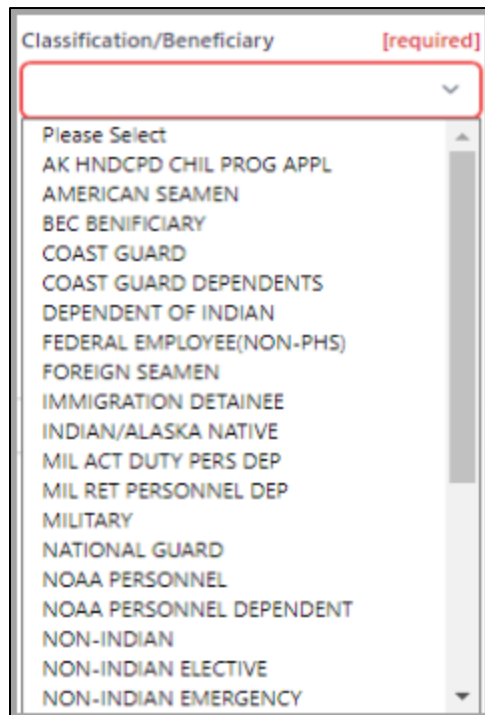 Classification/Beneficiary [required]
Please Select
AK HNDCPD CHIL PROG APPL
AMERICAN SEAMEN
BEC BENIFICIARY
COAST GUARD
COAST GUARD DEPENDENTS
DEPENDENT OF INDIAN
FEDERAL EMPLOYEE(NON-PHS)
FOREIGN SEAMEN
IMMIGRATION DETAINEE
INDIAN/ALASKA NATIVE
MIL ACT DUTY PERS DEP
MIL RET PERSONNEL DEP
MILITARY
NATIONAL GUARD
NOAA PERSONNEL
NOAA PERSONNEL DEPENDENT
NON-INDIAN
NON-INDIAN ELECTIVE
NON-INDIAN EMERGENCY